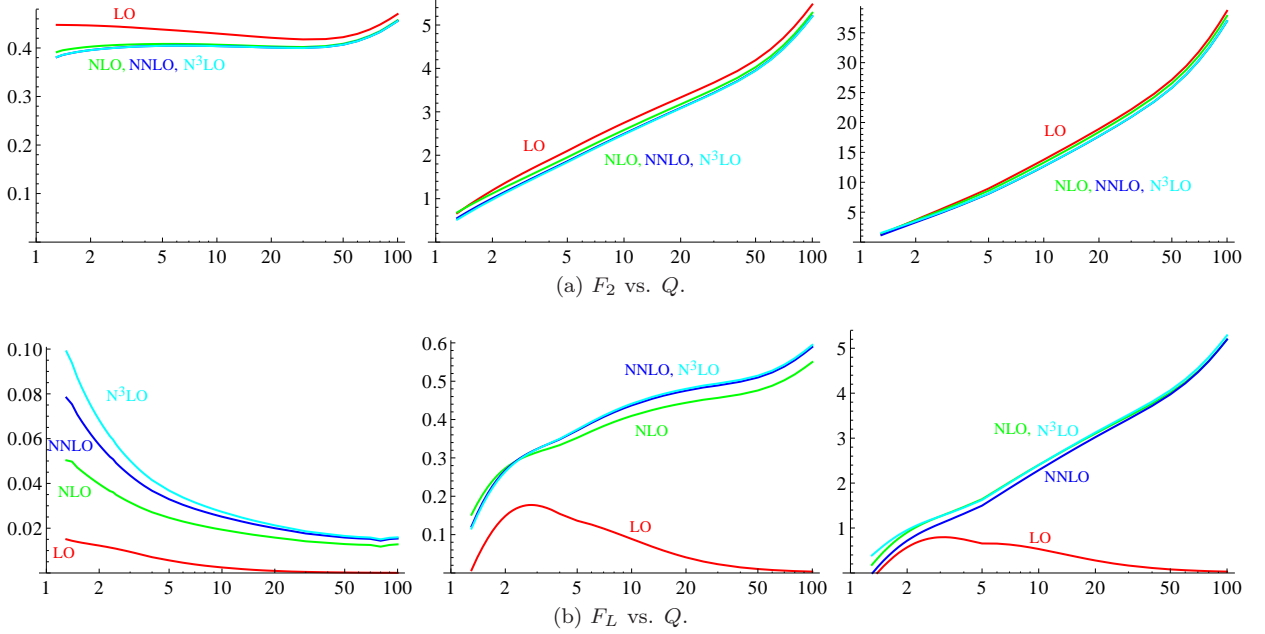 LO
0.4
NLO, NNLO, N³LO
0.3
0.2
0.1
1 2 5 10 20 50 100
5
4
3
LO
2
NLO, NNLO, N³LO
1
1 2 5 10 20 50 100
35
30
25
20
LO
15
10
NLO, NNLO, N³LO
5
1 2 5 10 20 50 100
(a) F₂ vs. Q.
0.10
N³LO
0.08
0.06
NNLO
0.04
NLO
0.02
LO
1 2 5 10 20 50 100
0.6
NNLO, N³LO
0.5
0.4
NLO
0.3
0.2
LO
0.1
1 2 5 10 20 50 100
5
4
3
NLO, N³LO
2
NNLO
1
LO
0
1 2 5 10 20 50 100
(b) F_L vs. Q.